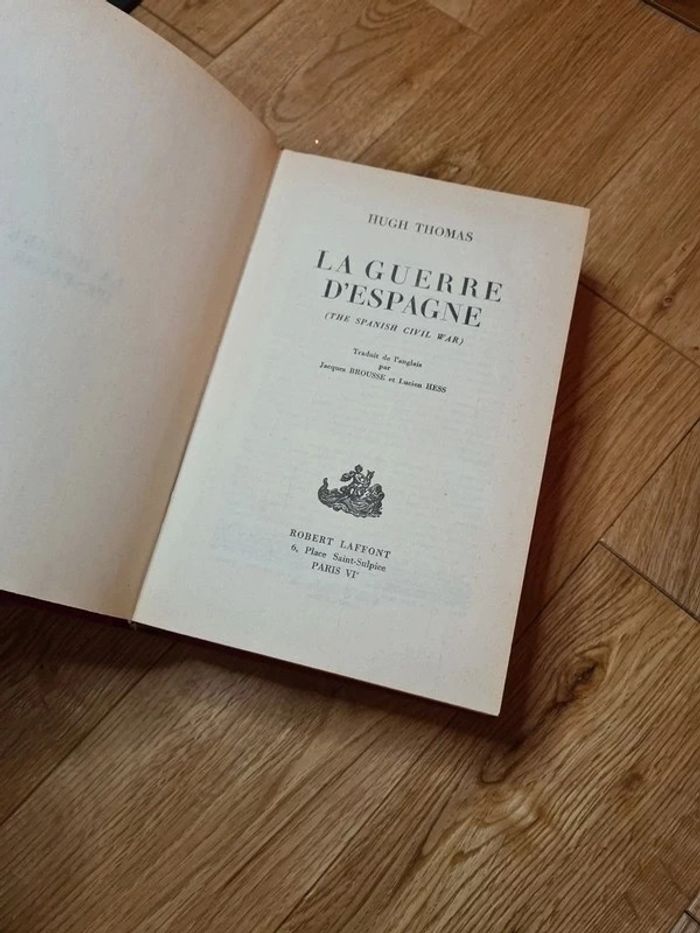 HUGH THOMAS
LA GUERRE
D'ESPAGNE
(THE SPANISH CIVIL WAR)
Traduit de l'anglais
par
Jacques BROUSSE et Lucien HESS
ROBERT LAFFONT
6, Place Saint-Sulpice
PARIS VIe